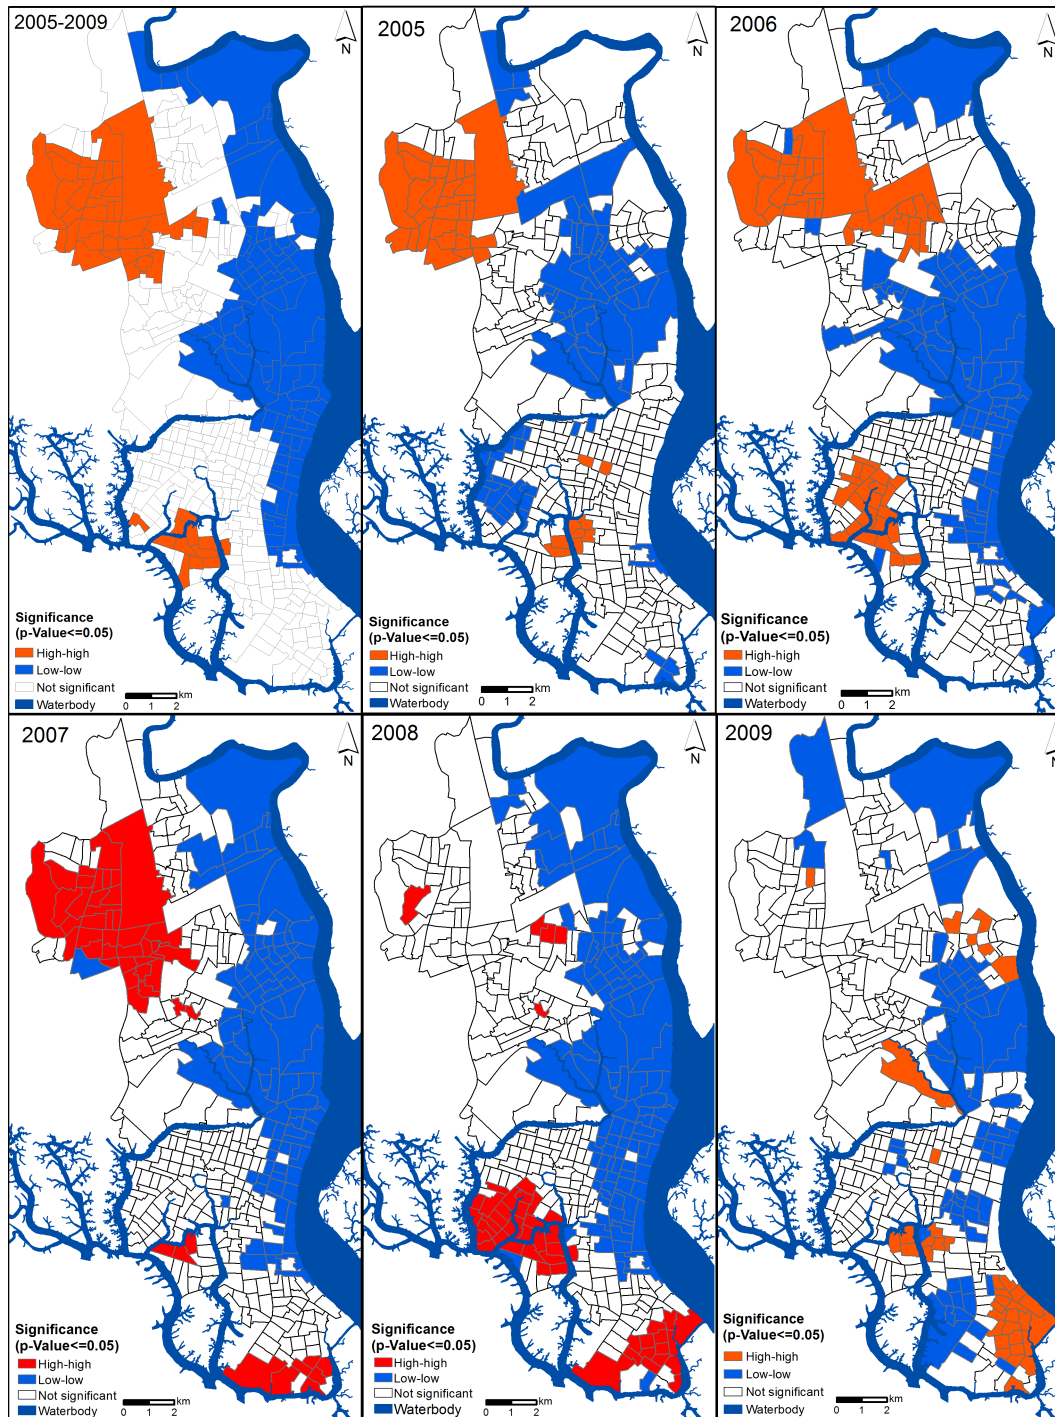 2005-2009
N
Significance
(p-Value<=0.05)
High-high
Low-low
Not significant
Waterbody
km
0 1 2
2005
N
Significance
(p-Value<=0.05)
High-high
Low-low
Not significant
Waterbody
km
0 1 2
2006
N
Significance
(p-Value<=0.05)
High-high
Low-low
Not significant
Waterbody
km
0 1 2
2007
N
Significance
(p-Value<=0.05)
High-high
Low-low
Not significant
Waterbody
km
0 1 2
2008
N
Significance
(p-Value<=0.05)
High-high
Low-low
Not significant
Waterbody
km
0 1 2
2009
N
Significance
(p-Value<=0.05)
High-high
Low-low
Not significant
Waterbody
km
0 1 2